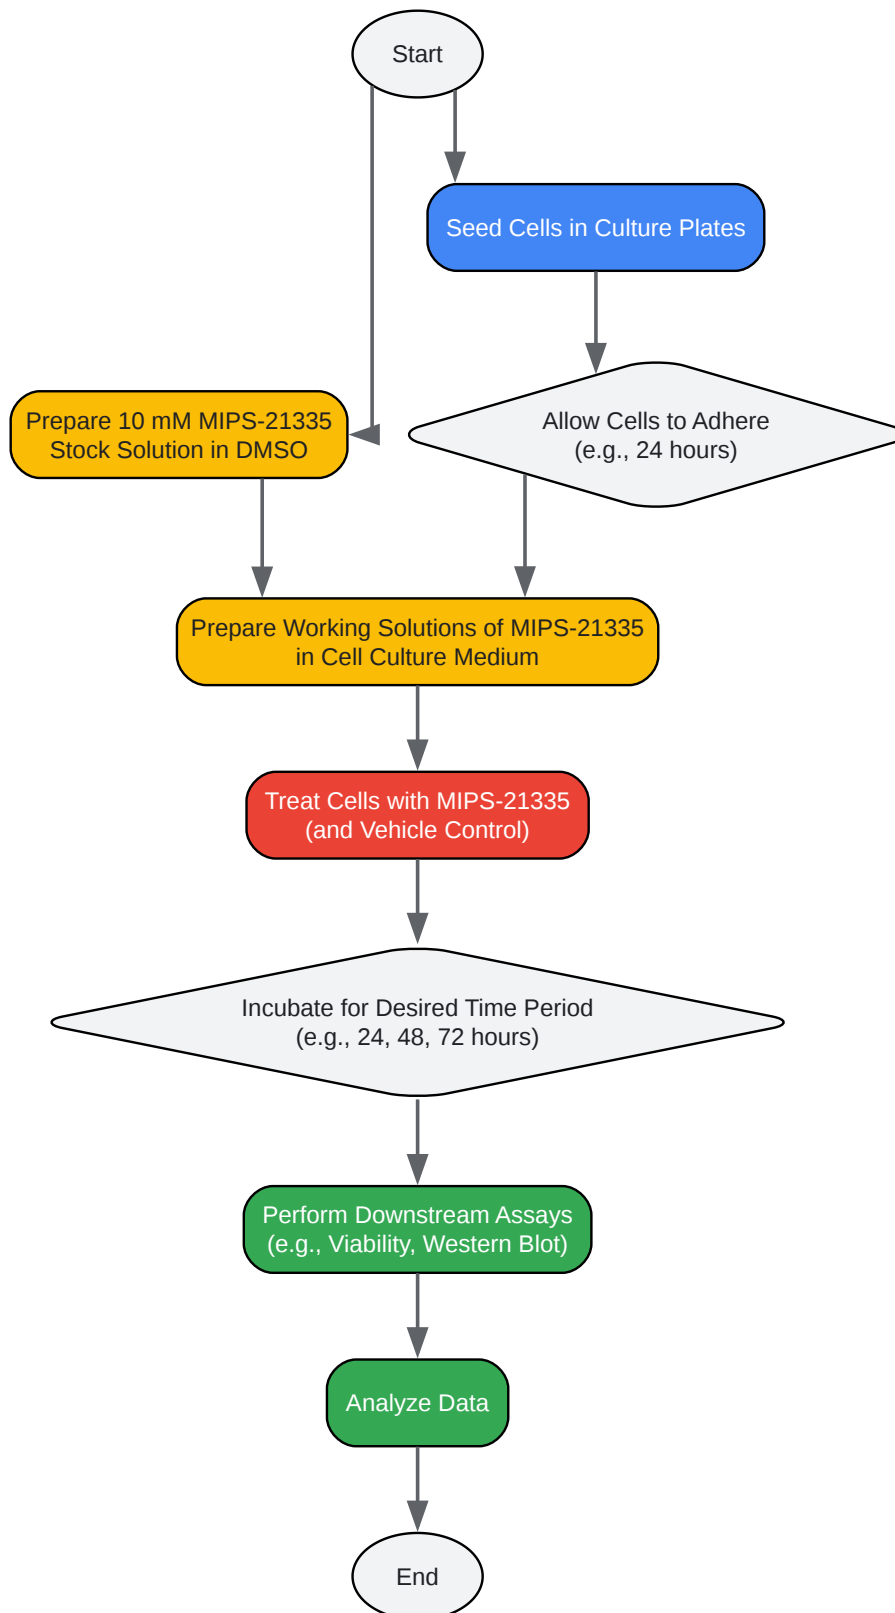 Start
Seed Cells in Culture Plates
Prepare 10 mM MIPS-21335
Stock Solution in DMSO
Allow Cells to Adhere
(e.g., 24 hours)
Prepare Working Solutions of MIPS-21335
in Cell Culture Medium
Treat Cells with MIPS-21335
(and Vehicle Control)
Incubate for Desired Time Period
(e.g., 24, 48, 72 hours)
Perform Downstream Assays
(e.g., Viability, Western Blot)
Analyze Data
End